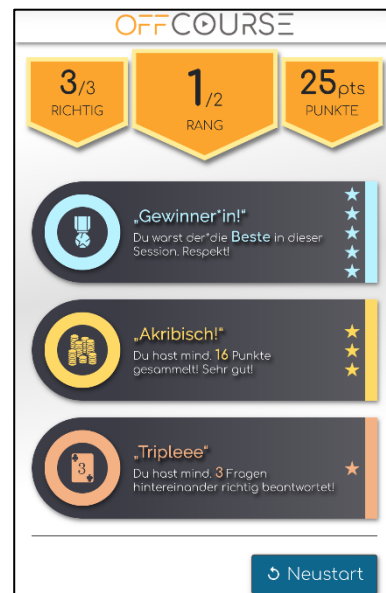 OFFCOURSE
3/3
RICHTIG
1/2
RANG
25pts
PUNKTE
„Gewinner*in!“
Du warst der*die Beste in dieser
Session. Respekt!
„Akribisch!“
Du hast mind. 16 Punkte
gesammelt! Sehr gut!
3
„Tripleee“
Du hast mind. 3 Fragen
hintereinander richtig beantwortet!
Neustart